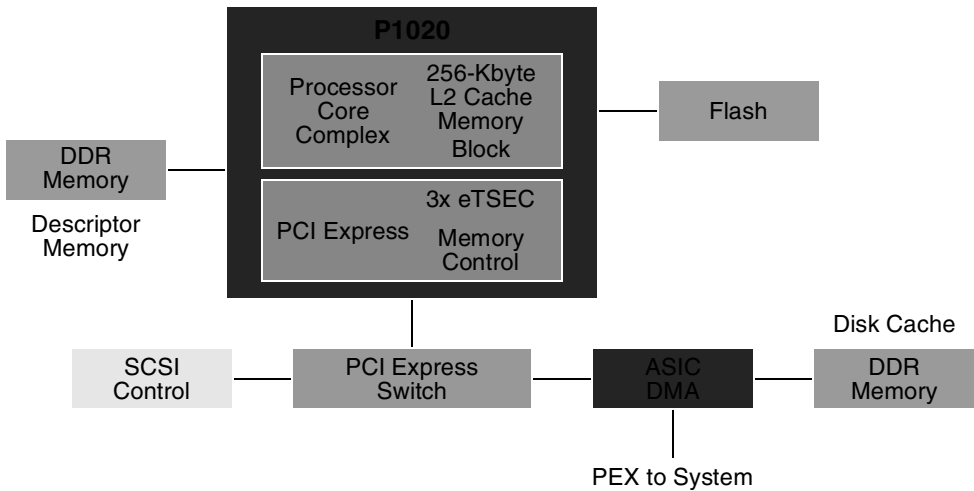 P1020
Processor
Core
Complex
256-Kbyte
L2 Cache
Memory
Block
Flash
DDR
Memory
Descriptor
Memory
PCI Express
3x eTSEC
Memory
Control
Disk Cache
SCSI
Control
PCI Express
Switch
ASIC
DMA
DDR
Memory
PEX to System